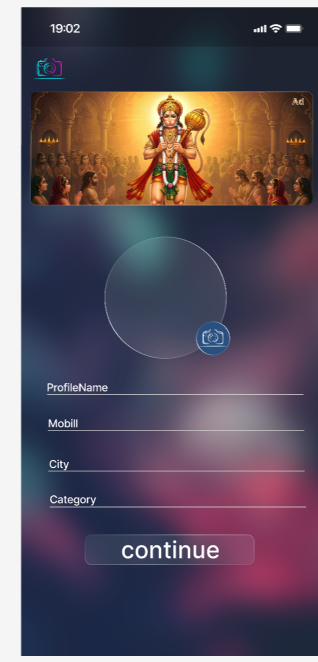 19:02
Ad
ProfileName
Mobill
City
Category
continue